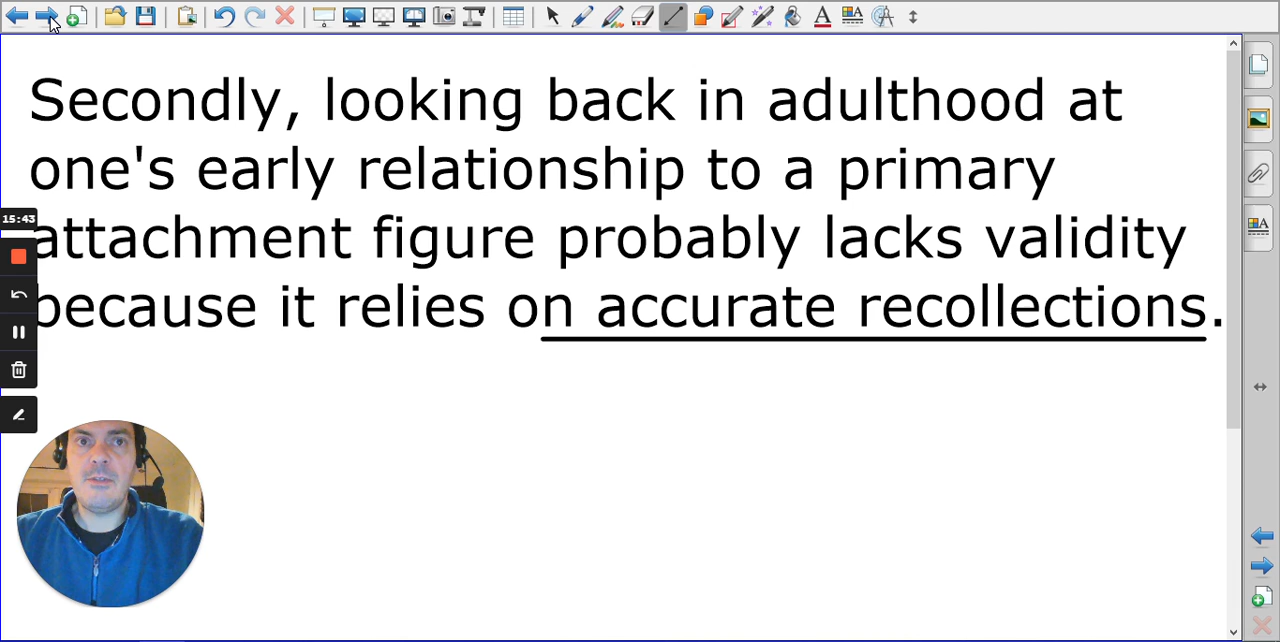 Secondly, looking back in adulthood at
one's early relationship to a primary
attachment figure probably lacks validity
because it relies on accurate recollections.
15:43